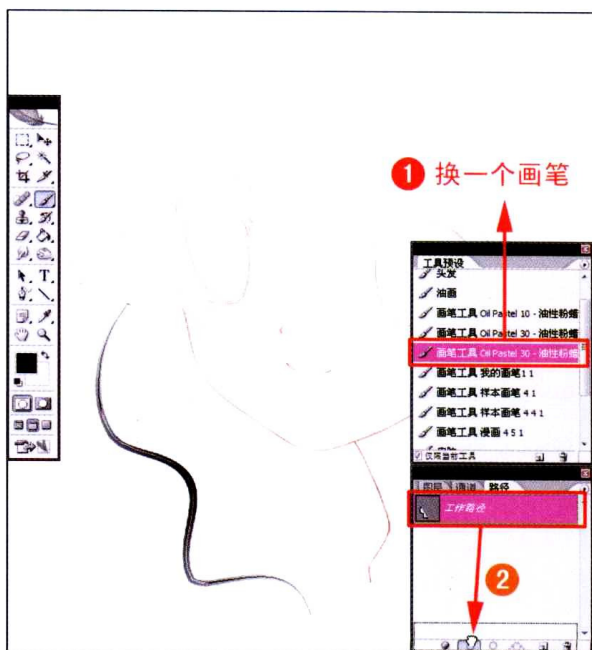 1 换一个画笔
工具预设
头发
油画
画笔工具 Oil Pastel 10 - 油性粉蜡
画笔工具 Oil Pastel 30 - 油性粉蜡
画笔工具 Oil Pastel 30 - 油性粉蜡
画笔工具 我的画笔1 1
画笔工具 样本画笔 4 1
画笔工具 样本画笔 4 4 1
画笔工具 漫画 4 5 1
仅限当前工具
图层 通道 路径
工作路径
2